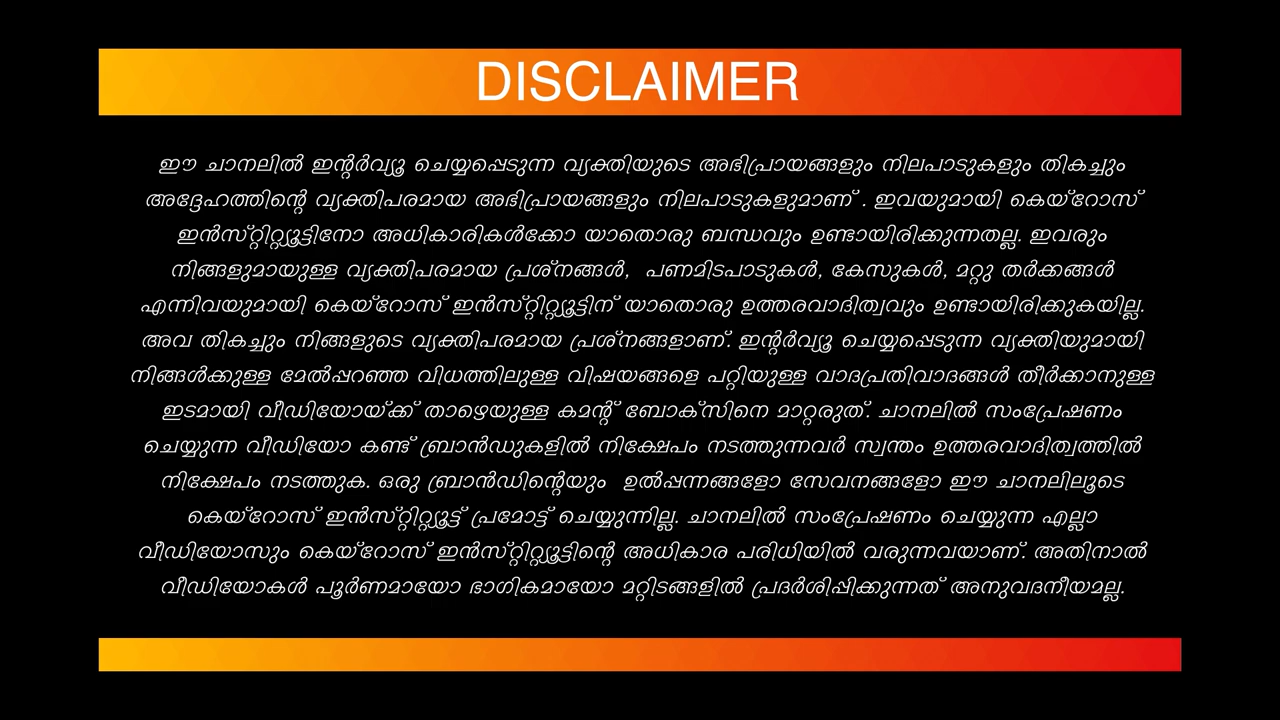 DISCLAIMER
ഈ ചാനലിൽ ഇന്റർവ്യൂ ചെയ്യപ്പെടുന്ന വ്യക്തിയുടെ അഭിപ്രായങ്ങളും നിലപാടുകളും തികച്ചും
അദ്ദേഹത്തിന്റെ വ്യക്തിപരമായ അഭിപ്രായങ്ങളും നിലപാടുകളുമാണ് . ഇവയുമായി കെയ്റോസ്
ഇൻസ്റ്റിറ്റ്യൂട്ടിനോ അധികാരികൾക്കോ യാതൊരു ബന്ധവും ഉണ്ടായിരിക്കുന്നതല്ല. ഇവരും
നിങ്ങളുമായുള്ള വ്യക്തിപരമായ പ്രശ്നങ്ങൾ, പണമിടപാടുകൾ, കേസുകൾ, മറ്റു തർക്കങ്ങൾ
എന്നിവയുമായി കെയ്റോസ് ഇൻസ്റ്റിറ്റ്യൂട്ടിന് യാതൊരു ഉത്തരവാദിത്വവും ഉണ്ടായിരിക്കുകയില്ല.
അവ തികച്ചും നിങ്ങളുടെ വ്യക്തിപരമായ പ്രശ്നങ്ങളാണ്. ഇന്റർവ്യൂ ചെയ്യപ്പെടുന്ന വ്യക്തിയുമായി
നിങ്ങൾക്കുള്ള മേൽപ്പറഞ്ഞ വിധത്തിലുള്ള വിഷയങ്ങളെ പറ്റിയുള്ള വാദപ്രതിവാദങ്ങൾ തീർക്കാനുള്ള
ഇടമായി വീഡിയോയ്ക്ക് താഴെയുള്ള കമന്റ് ബോക്സിനെ മാറ്റരുത്. ചാനലിൽ സംപ്രേഷണം
ചെയ്യുന്ന വീഡിയോ കണ്ട് ബ്രാൻഡുകളിൽ നിക്ഷേപം നടത്തുന്നവർ സ്വന്തം ഉത്തരവാദിത്വത്തിൽ
നിക്ഷേപം നടത്തുക. ഒരു ബ്രാൻഡിന്റെയും ഉൽപ്പന്നങ്ങളോ സേവനങ്ങളോ ഈ ചാനലിലൂടെ
കെയ്റോസ് ഇൻസ്റ്റിറ്റ്യൂട്ട് പ്രമോട്ട് ചെയ്യുന്നില്ല. ചാനലിൽ സംപ്രേഷണം ചെയ്യുന്ന എല്ലാ
വീഡിയോസും കെയ്റോസ് ഇൻസ്റ്റിറ്റ്യൂട്ടിന്റെ അധികാര പരിധിയിൽ വരുന്നവയാണ്. അതിനാൽ
വീഡിയോകൾ പൂർണമായോ ഭാഗികമായോ മറ്റിടങ്ങളിൽ പ്രദർശിപ്പിക്കുന്നത് അനുവദനീയമല്ല.